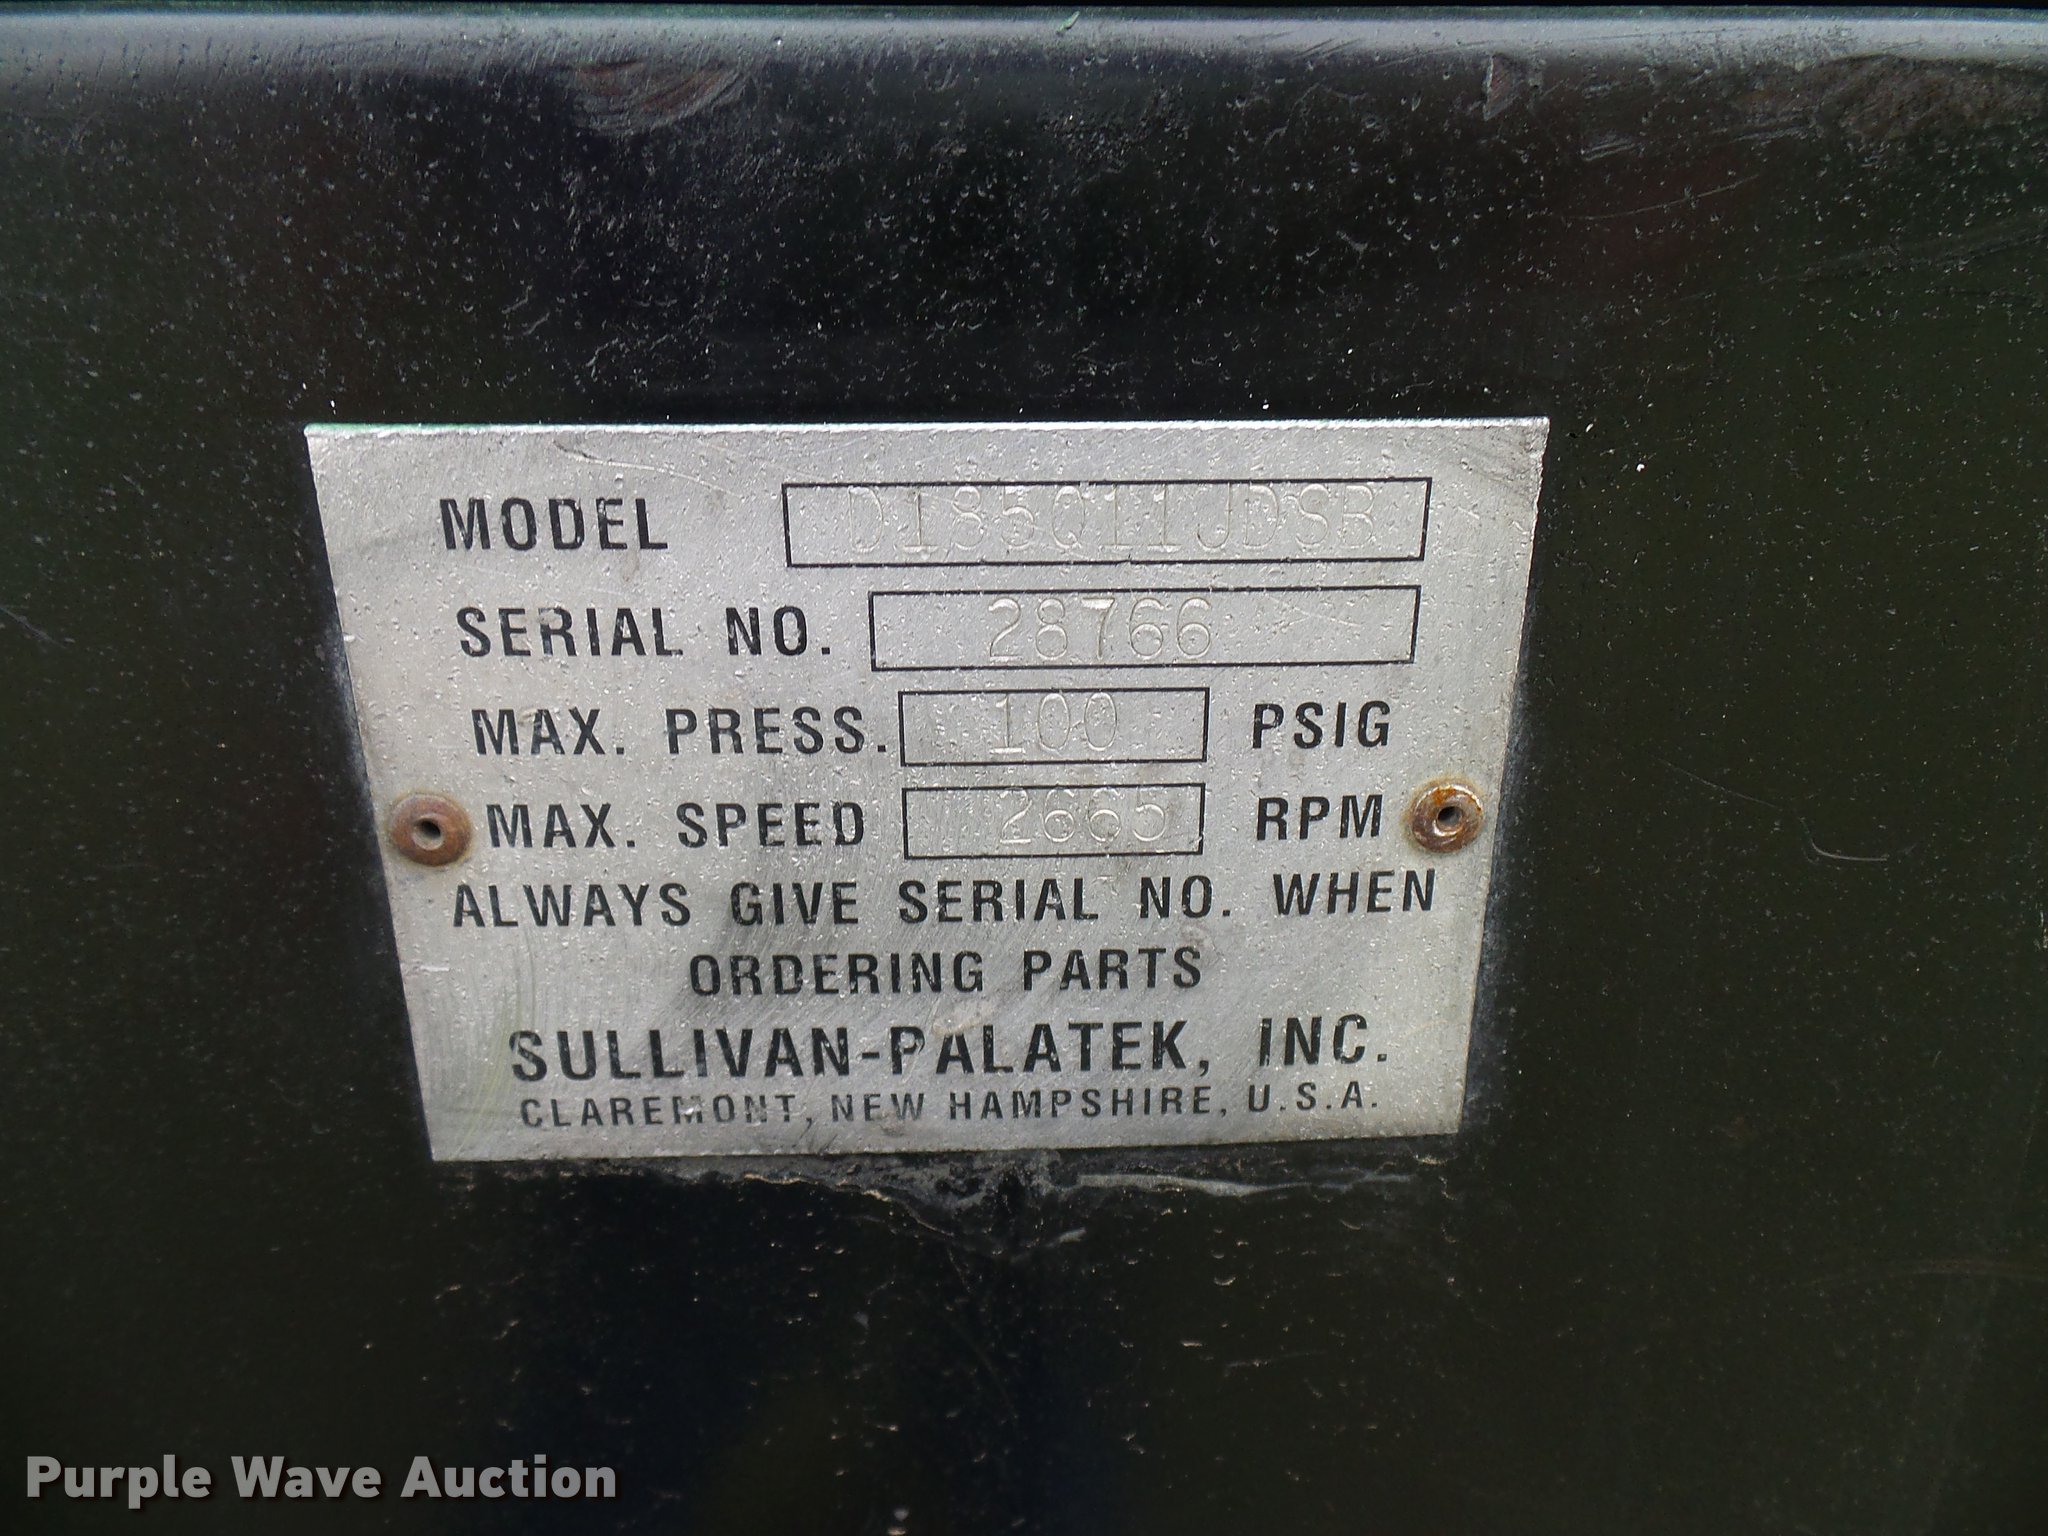 MODEL D185Q11JDSB
SERIAL NO. 28766
MAX. PRESS. 100 PSIG
MAX. SPEED 2665 RPM
ALWAYS GIVE SERIAL NO. WHEN
ORDERING PARTS
SULLIVAN-PALATEK, INC.
CLAREMONT, NEW HAMPSHIRE, U.S.A.
Purple Wave Auction